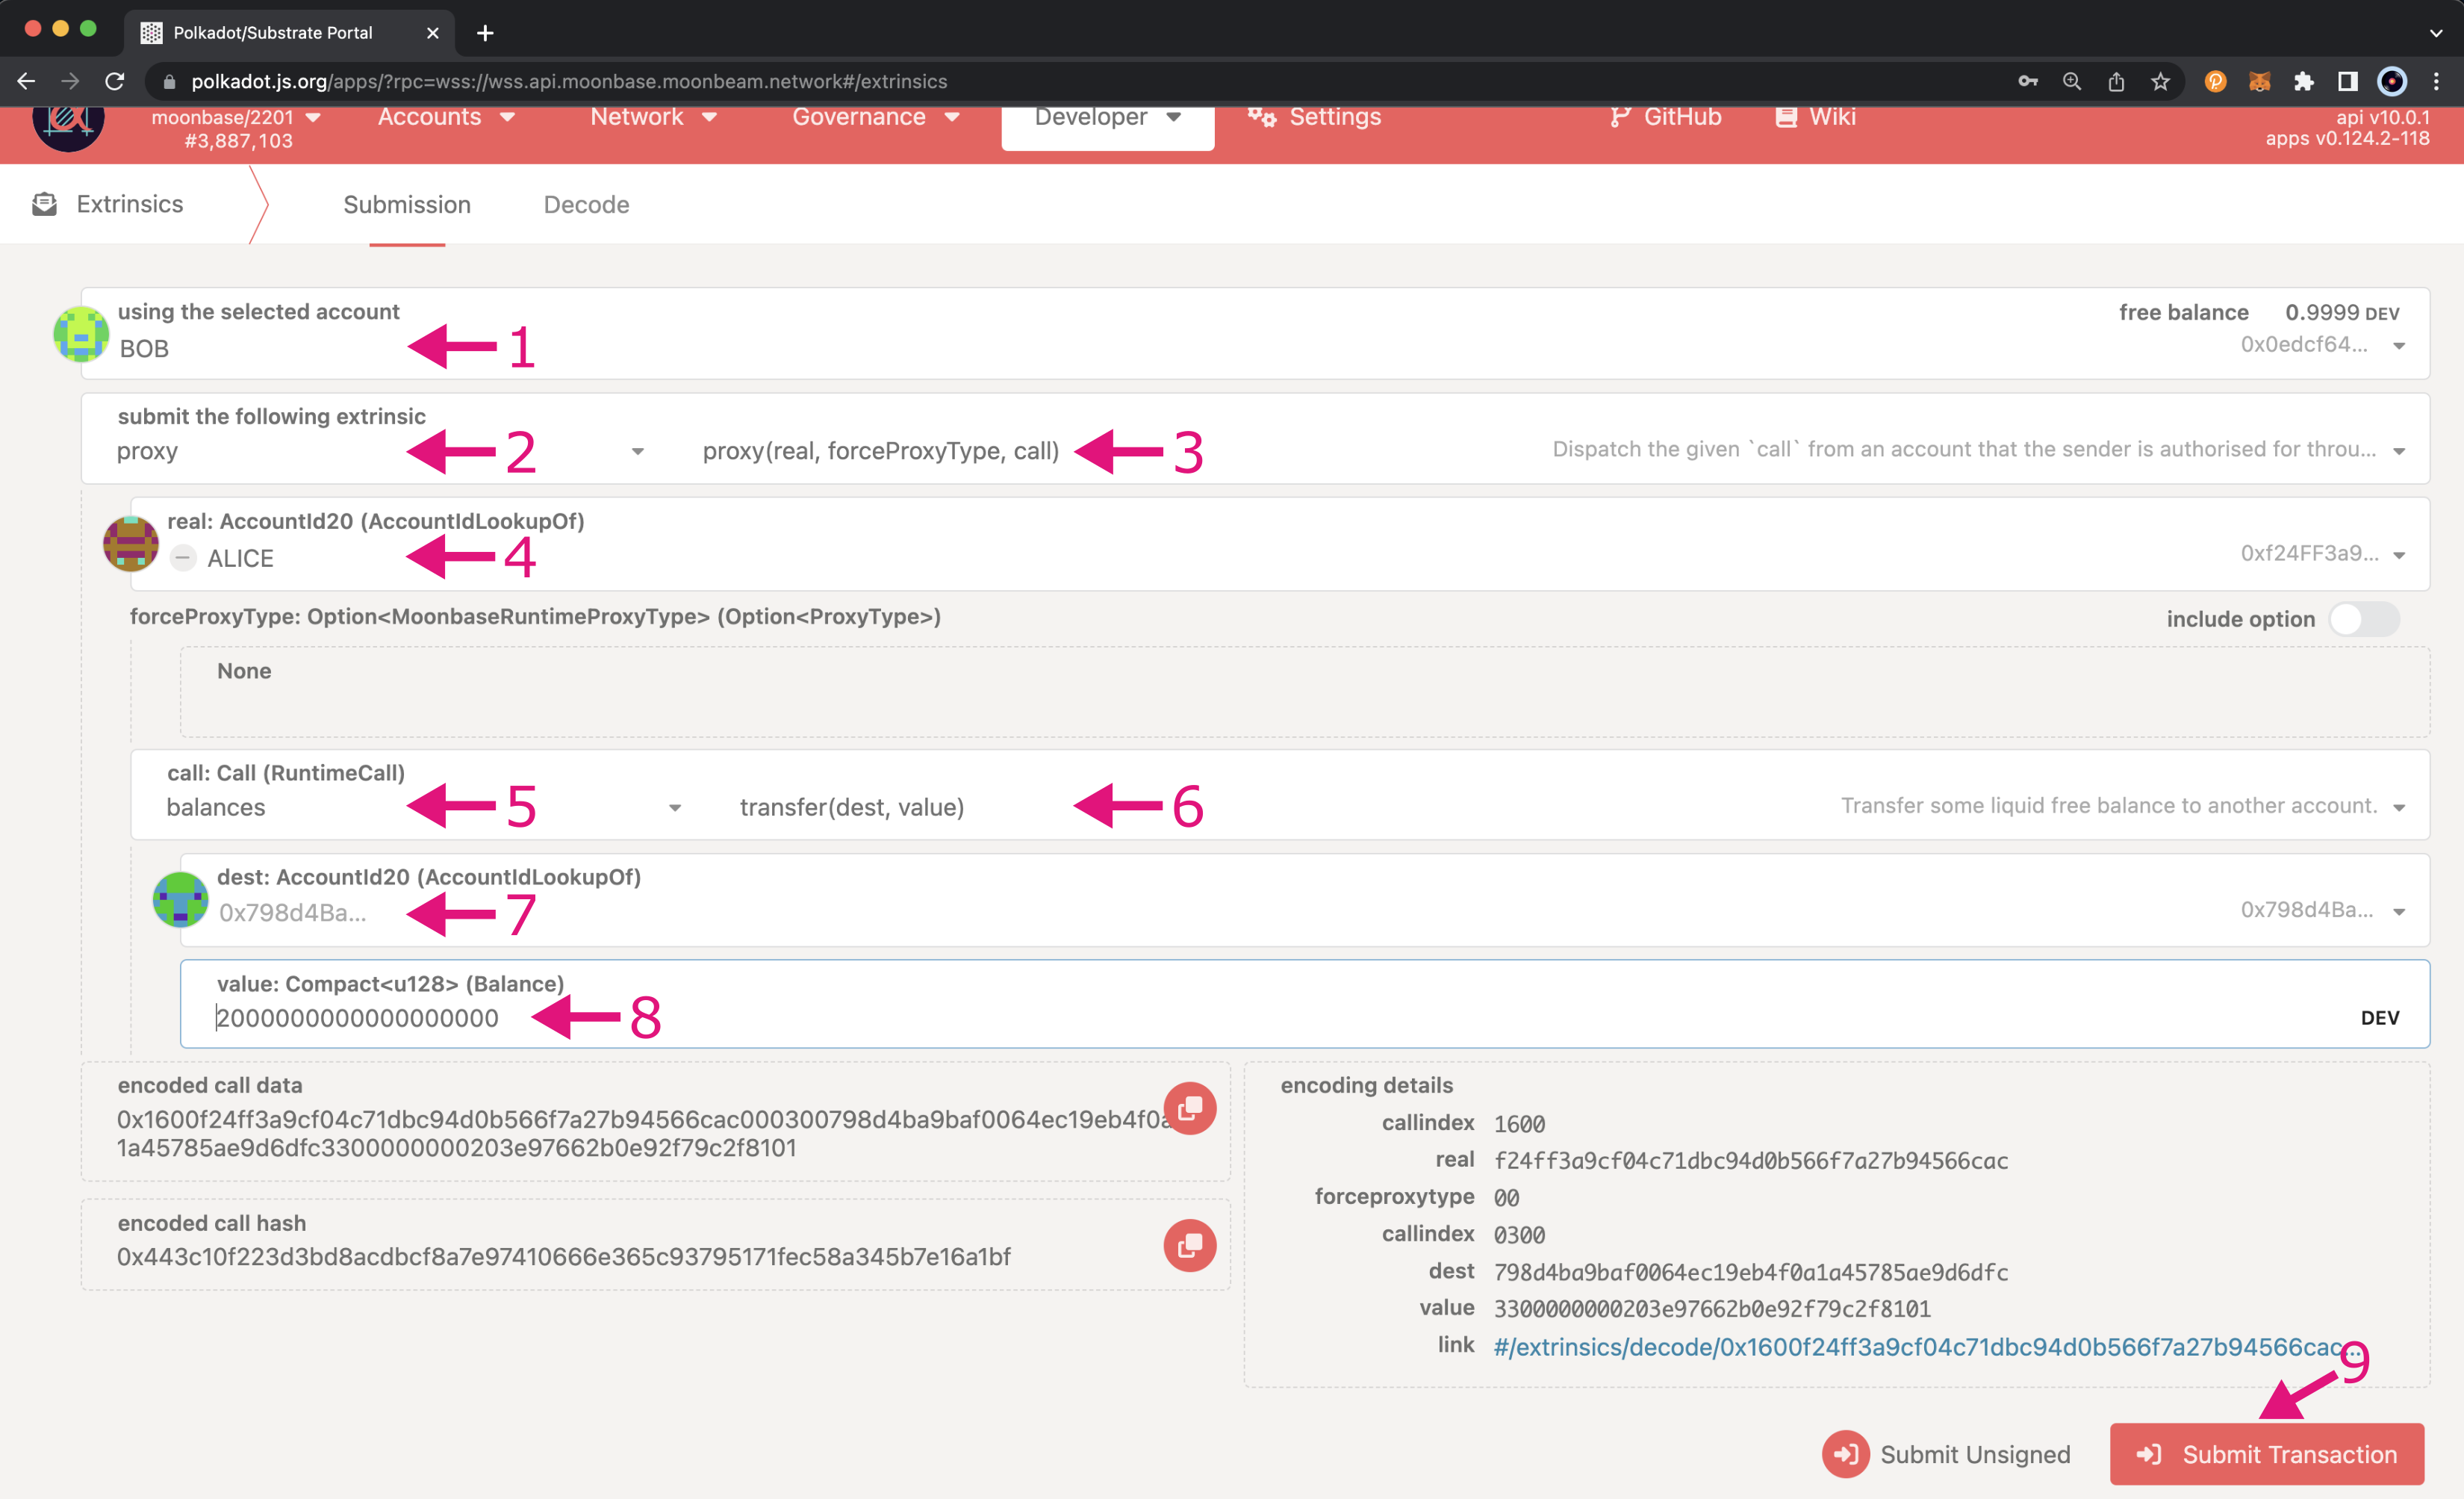 Polkadot/Substrate Portal
polkadot.js.org/apps/?rpc=wss://wss.api.moonbase.moonbeam.network#/extrinsics
moonbase/2201
#3,887,103
Accounts
Network
Governance
Developer
Settings
GitHub
Wiki
api v10.0.1
apps v0.124.2-118
Extrinsics
Submission
Decode
using the selected account
BOB
1
free balance 0.9999 DEV
0x0edcf64...
submit the following extrinsic
proxy
2
proxy(real, forceProxyType, call)
3
Dispatch the given `call` from an account that the sender is authorised for throu...
real: AccountId20 (AccountIdLookupOf)
ALICE
4
0xf24FF3a9...
forceProxyType: Option<MoonbaseRuntimeProxyType> (Option<ProxyType>)
include option
None
call: Call (RuntimeCall)
balances
5
transfer(dest, value)
6
Transfer some liquid free balance to another account.
dest: AccountId20 (AccountIdLookupOf)
0x798d4Ba...
7
0x798d4Ba...
value: Compact<u128> (Balance)
2000000000000000000
8
DEV
encoded call data
0x1600f24ff3a9cf04c71dbc94d0b566f7a27b94566cac000300798d4ba9baf0064ec19eb4f0a
1a45785ae9d6dfc3300000000203e97662b0e92f79c2f8101
encoded call hash
0x443c10f223d3bd8acdbcf8a7e97410666e365c93795171fec58a345b7e16a1bf
encoding details
callindex 1600
real f24ff3a9cf04c71dbc94d0b566f7a27b94566cac
forceproxytype 00
callindex 0300
dest 798d4ba9baf0064ec19eb4f0a1a45785ae9d6dfc
value 3300000000203e97662b0e92f79c2f8101
link #/extrinsics/decode/0x1600f24ff3a9cf04c71dbc94d0b566f7a27b94566cac...
9
Submit Unsigned
Submit Transaction